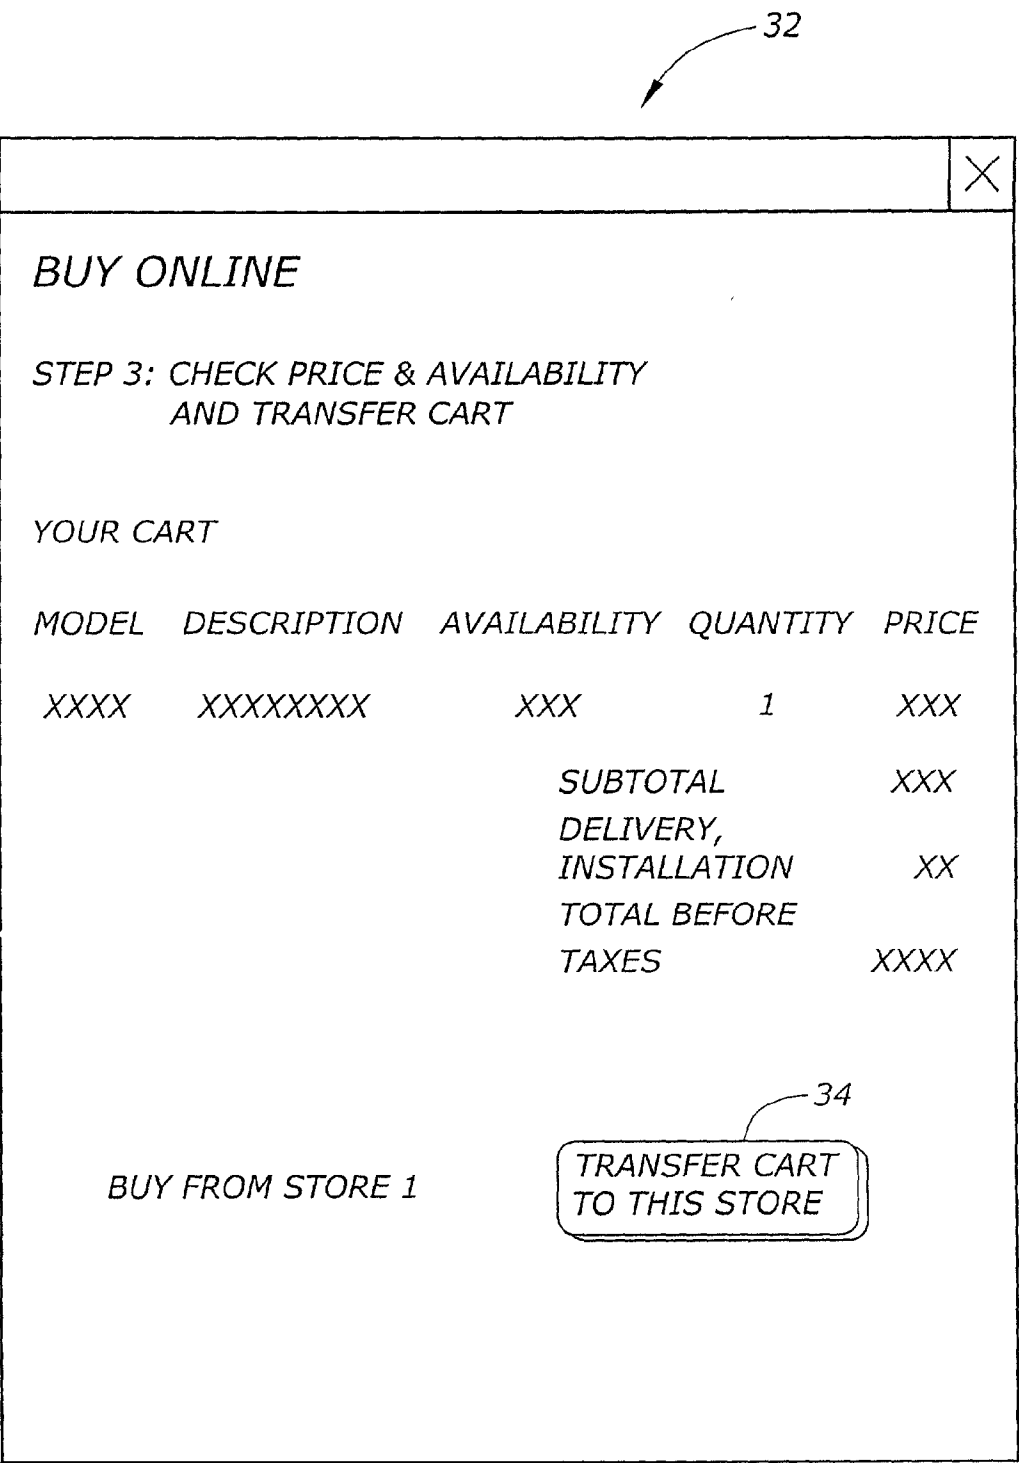 32
X
BUY ONLINE
STEP 3: CHECK PRICE & AVAILABILITY
AND TRANSFER CART
YOUR CART
MODEL DESCRIPTION AVAILABILITY QUANTITY PRICE
XXXX XXXXXXXX XXX 1 XXX
SUBTOTAL XXX
DELIVERY,
INSTALLATION XX
TOTAL BEFORE
TAXES XXXX
34
BUY FROM STORE 1
TRANSFER CART
TO THIS STORE